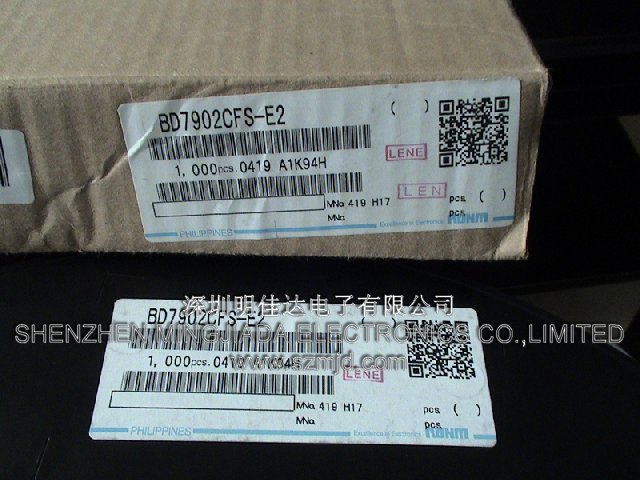 BD7902CFS-E2 ( )
1,000pcs. 0419 A1K94H LENE
LEN
MNo. 419 H17 pcs. ( )
MNo. pcs.
PHILIPPINES Excellence in Electronics ROHM
深圳明佳达电子有限公司
BD7902CFS-E2 ( )
SHENZHEN MINGJIADA ELECTRONICS CO.,LIMITED
www.szmjd.com
1,000pcs. LENE
MNo. 419 H17 pcs. ( )
MNo. pcs.
PHILIPPINES Excellence in Electronics ROHM